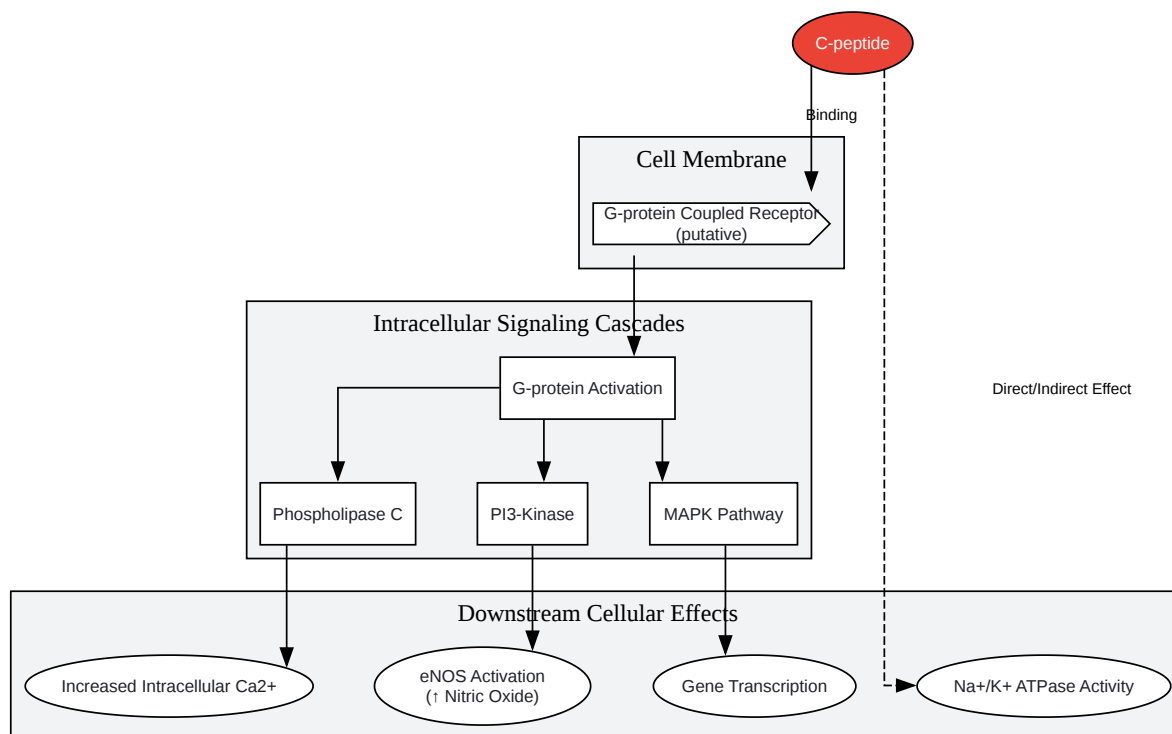 C-peptide
Binding
Cell Membrane
G-protein Coupled Receptor
(putative)
Intracellular Signaling Cascades
G-protein Activation
Direct/Indirect Effect
Phospholipase C
PI3-Kinase
MAPK Pathway
Downstream Cellular Effects
Increased Intracellular Ca2+
eNOS Activation
(↑ Nitric Oxide)
Gene Transcription
Na+/K+ ATPase Activity